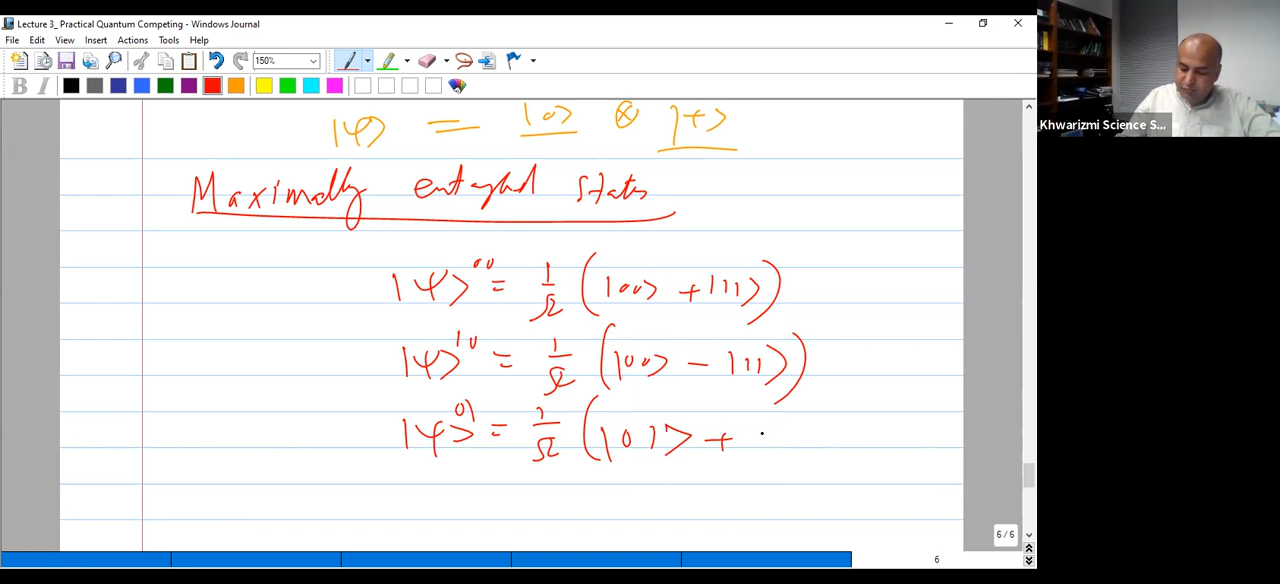 Lecture 3_ Practical Quantum Competing - Windows Journal
File Edit View Insert Actions Tools Help
150%
B I
|ψ> = |0> ⊗ |+>
Maximally entangled States
|ψ>⁰⁰ = 1/√2 (|00> + |11>)
|ψ>¹⁰ = 1/√2 (|00> - |11>)
|ψ>⁰¹ = 1/√2 (|01> +
6/6
6
Khwarizmi Science S...